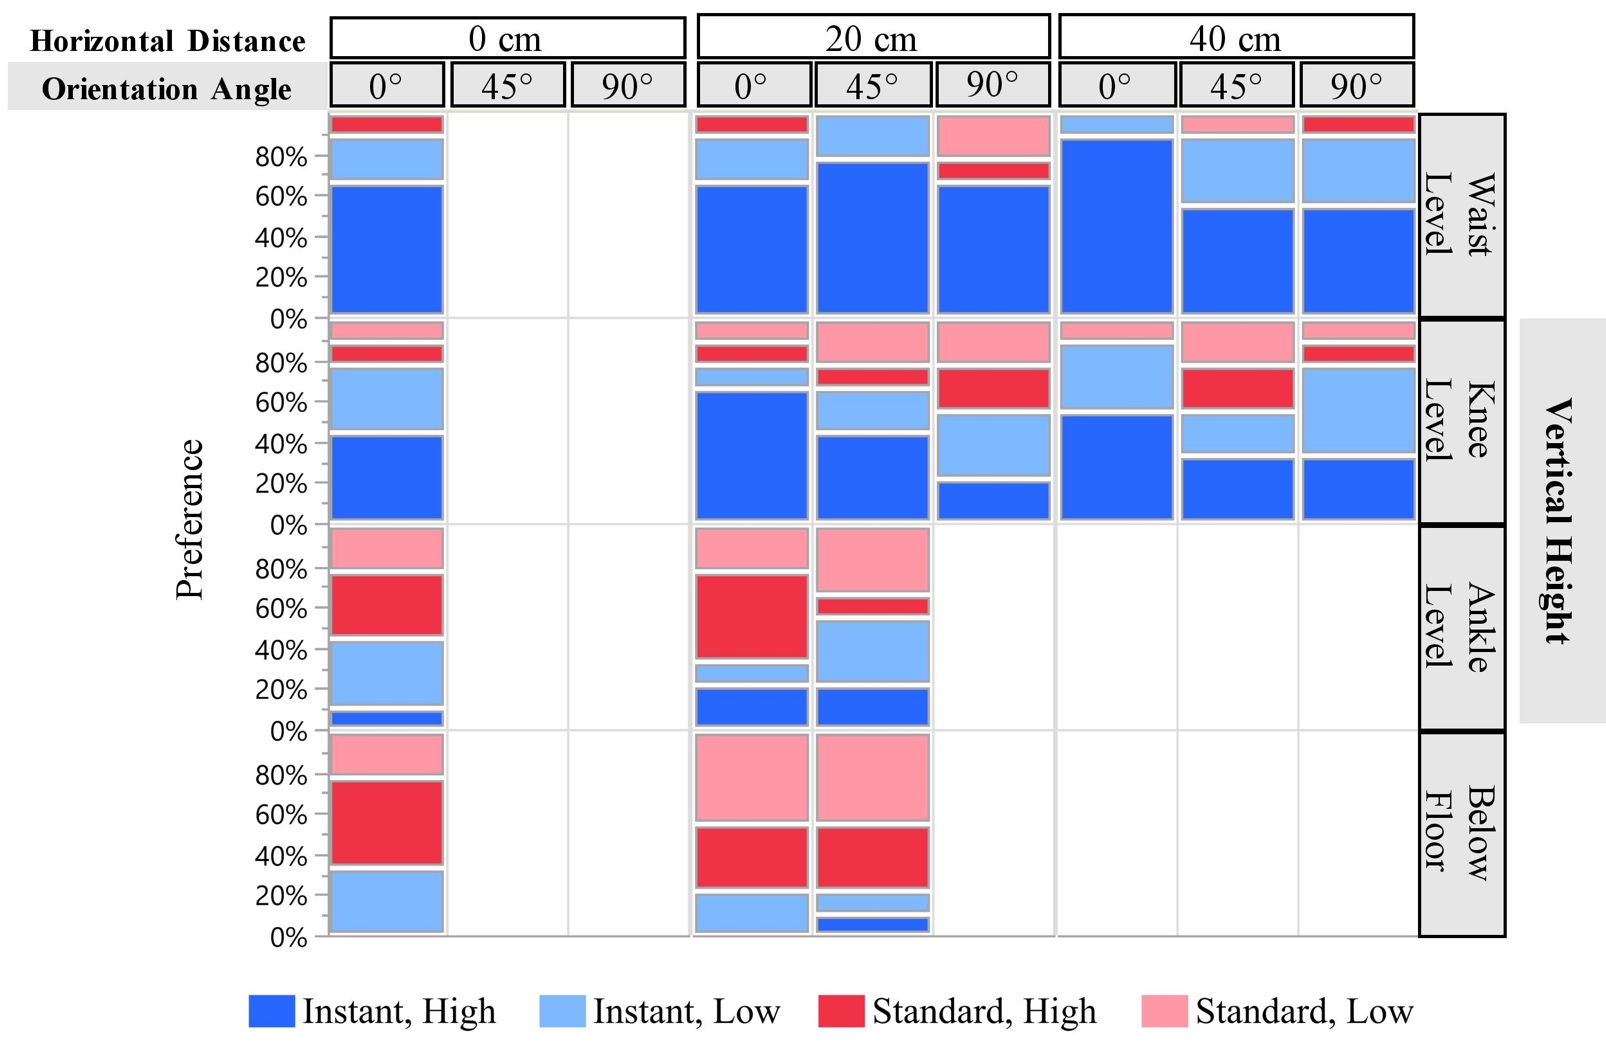 Horizontal Distance 0 cm 20 cm 40 cm
Orientation Angle 0° 45° 90° 0° 45° 90° 0° 45° 90°
80%
60%
40%
20%
0%
Waist
Level
80%
60%
40%
20%
0%
Knee
Level
80%
60%
40%
20%
0%
Ankle
Level
80%
60%
40%
20%
0%
Below
Floor
Preference
Vertical Height
Instant, High Instant, Low Standard, High Standard, Low